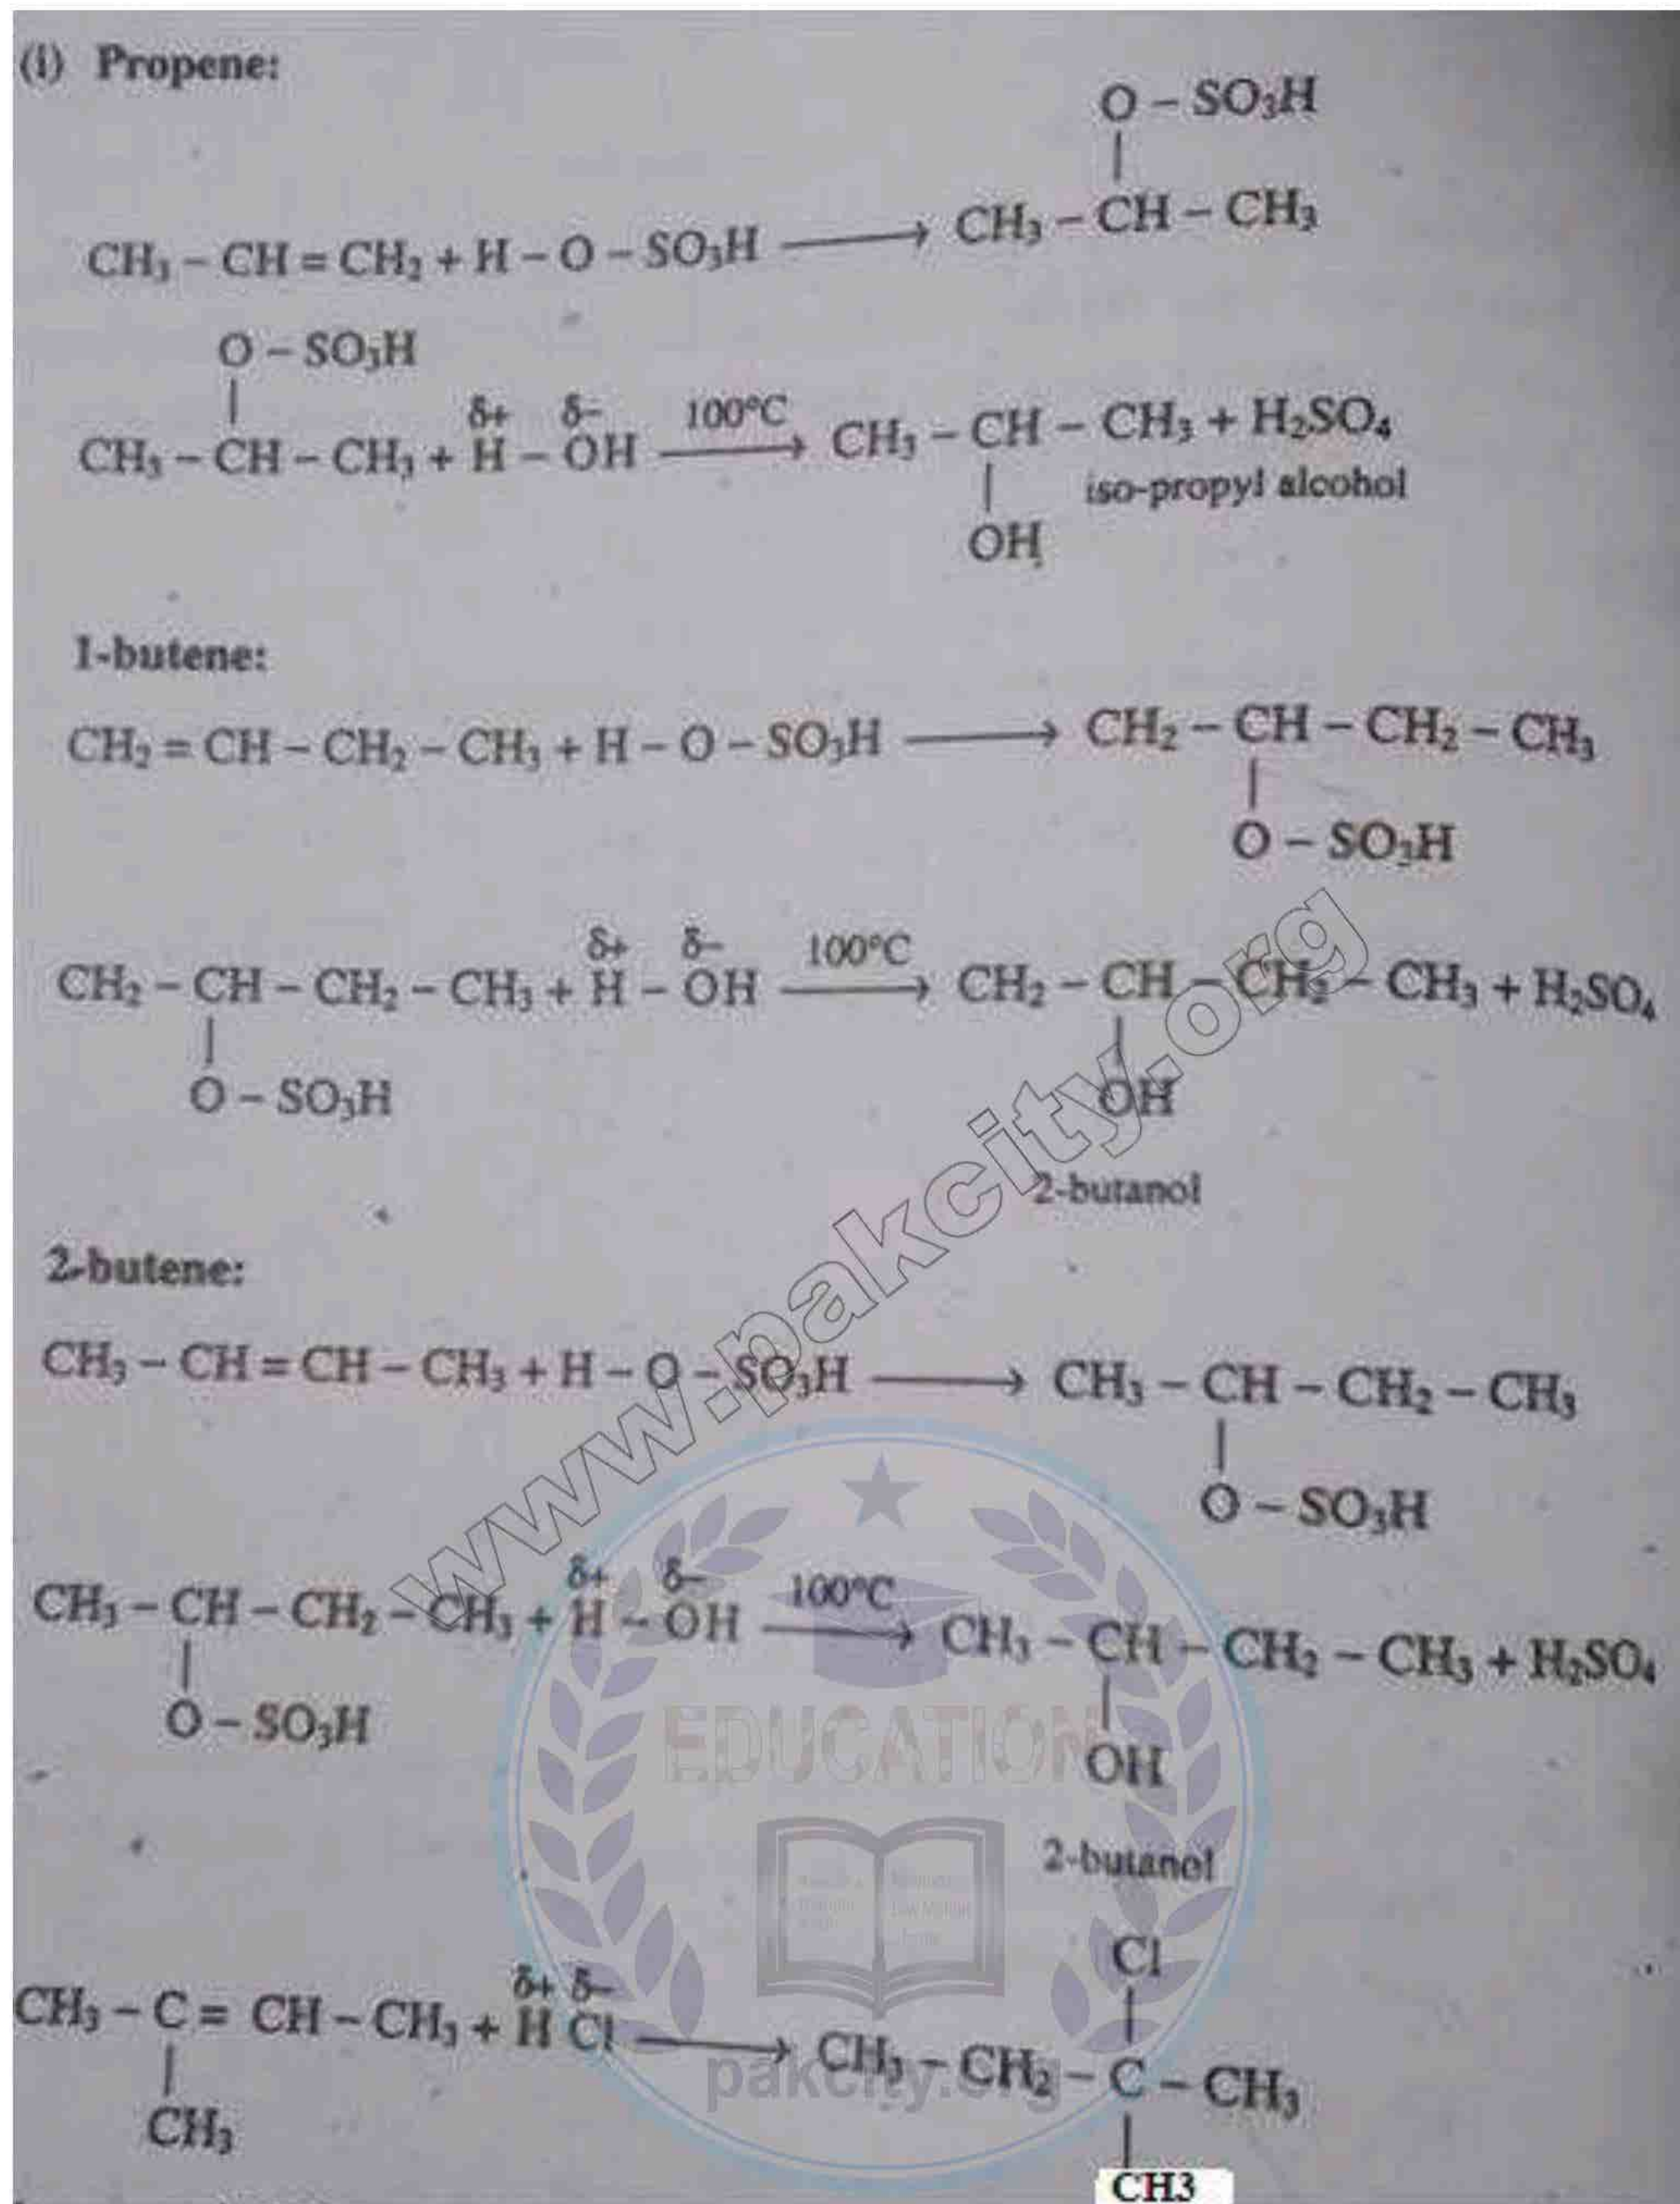 (i) Propene:
O – SO₃H
|
CH₃ – CH = CH₂ + H – O – SO₃H ⟶ CH₃ – CH – CH₃
O – SO₃H
|
CH₃ – CH – CH₃ + H^δ+ – OH^δ– ⟶ 100°C CH₃ – CH – CH₃ + H₂SO₄
| iso-propyl alcohol
OH
1-butene:
CH₂ = CH – CH₂ – CH₃ + H – O – SO₃H ⟶ CH₂ – CH – CH₂ – CH₃
|
O – SO₃H
CH₂ – CH – CH₂ – CH₃ + H^δ+ – OH^δ– ⟶ 100°C CH₂ – CH – CH₂ – CH₃ + H₂SO₄
| |
O – SO₃H OH
2-butanol
2-butene:
CH₃ – CH = CH – CH₃ + H – O – SO₃H ⟶ CH₃ – CH – CH₂ – CH₃
|
O – SO₃H
CH₃ – CH – CH₂ – CH₃ + H^δ+ – OH^δ– ⟶ 100°C CH₃ – CH – CH₂ – CH₃ + H₂SO₄
| |
O – SO₃H OH
2-butanol
Cl
|
CH₃ – C = CH – CH₃ + H^δ+ Cl^δ– ⟶ CH₃ – CH₂ – C – CH₃
| |
CH₃ CH3
www.pakcity.org
EDUCATION
pakcity.org